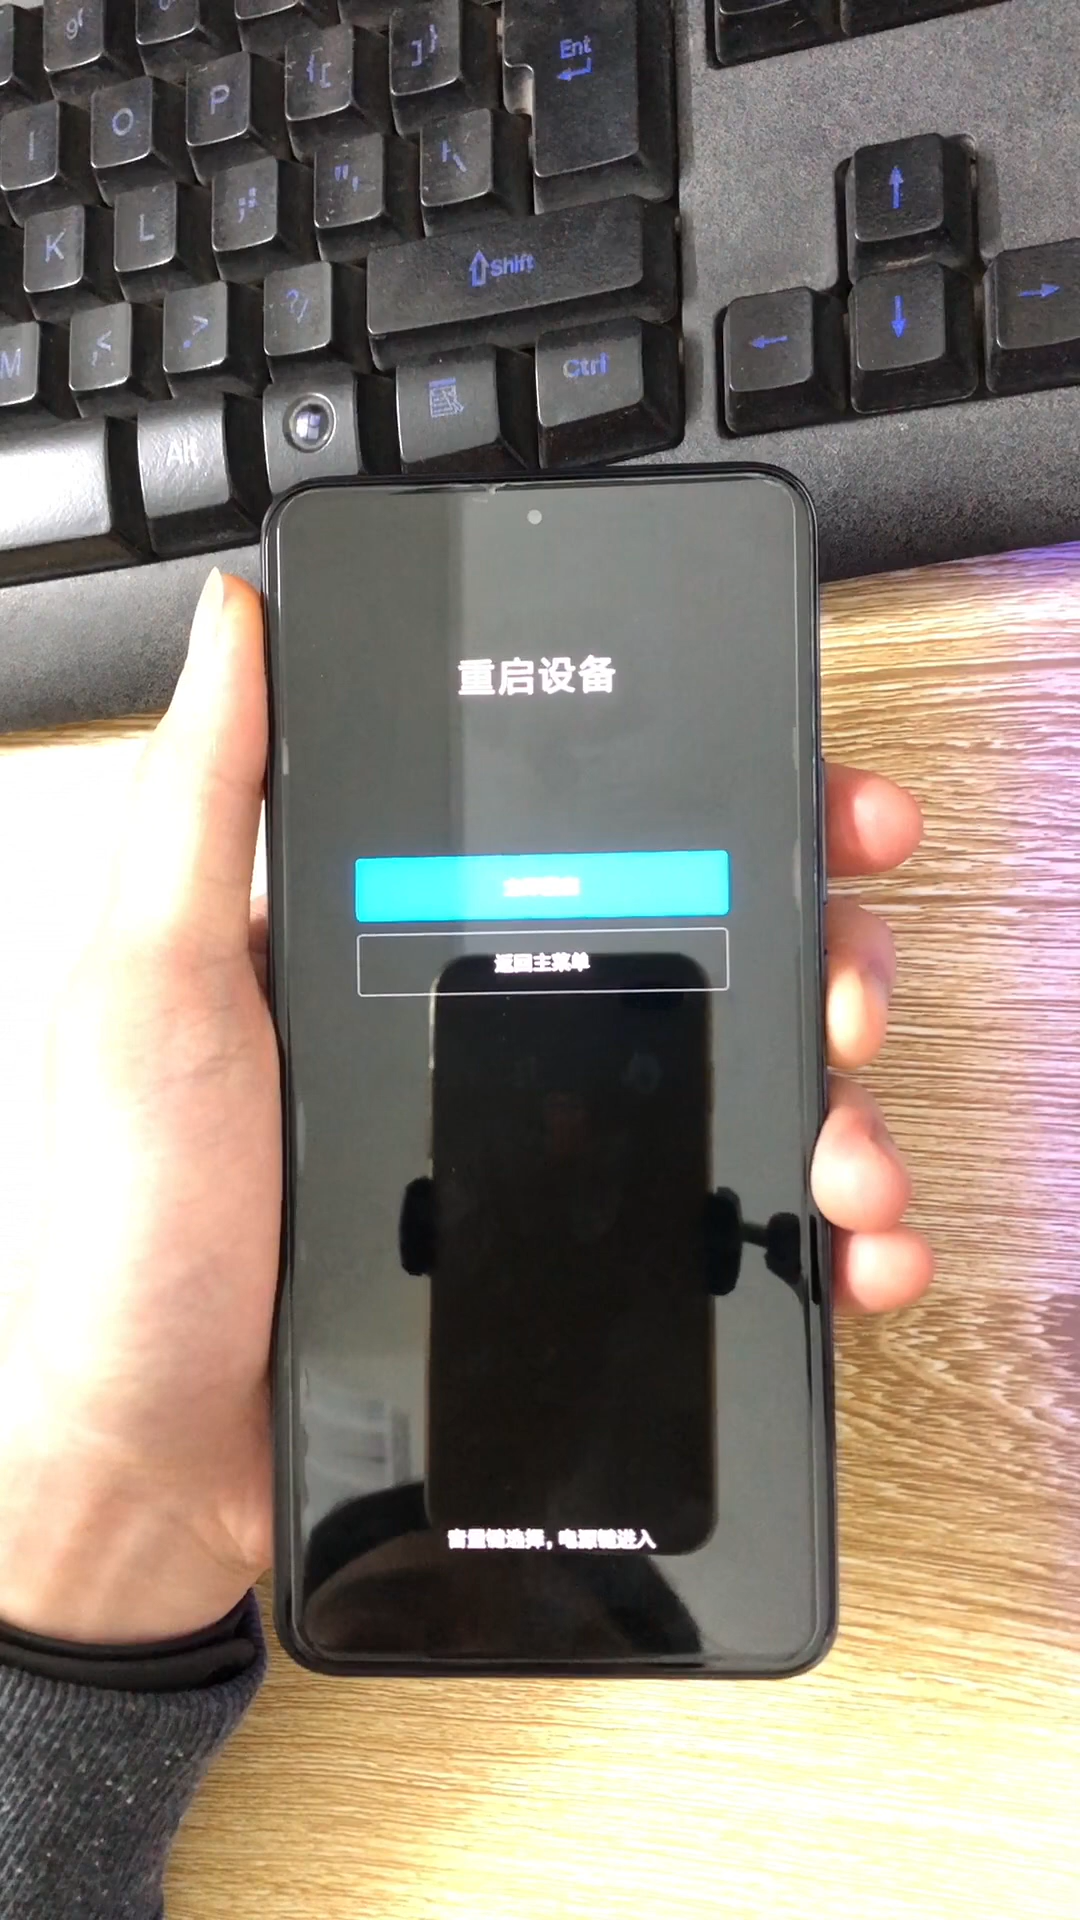 O P { [ ] } Ent
I
K L : ; " ' | \
⇧Shift
M < , > . ? /
Alt Ctrl
重启设备
返回主菜单
音量键选择，电源键进入